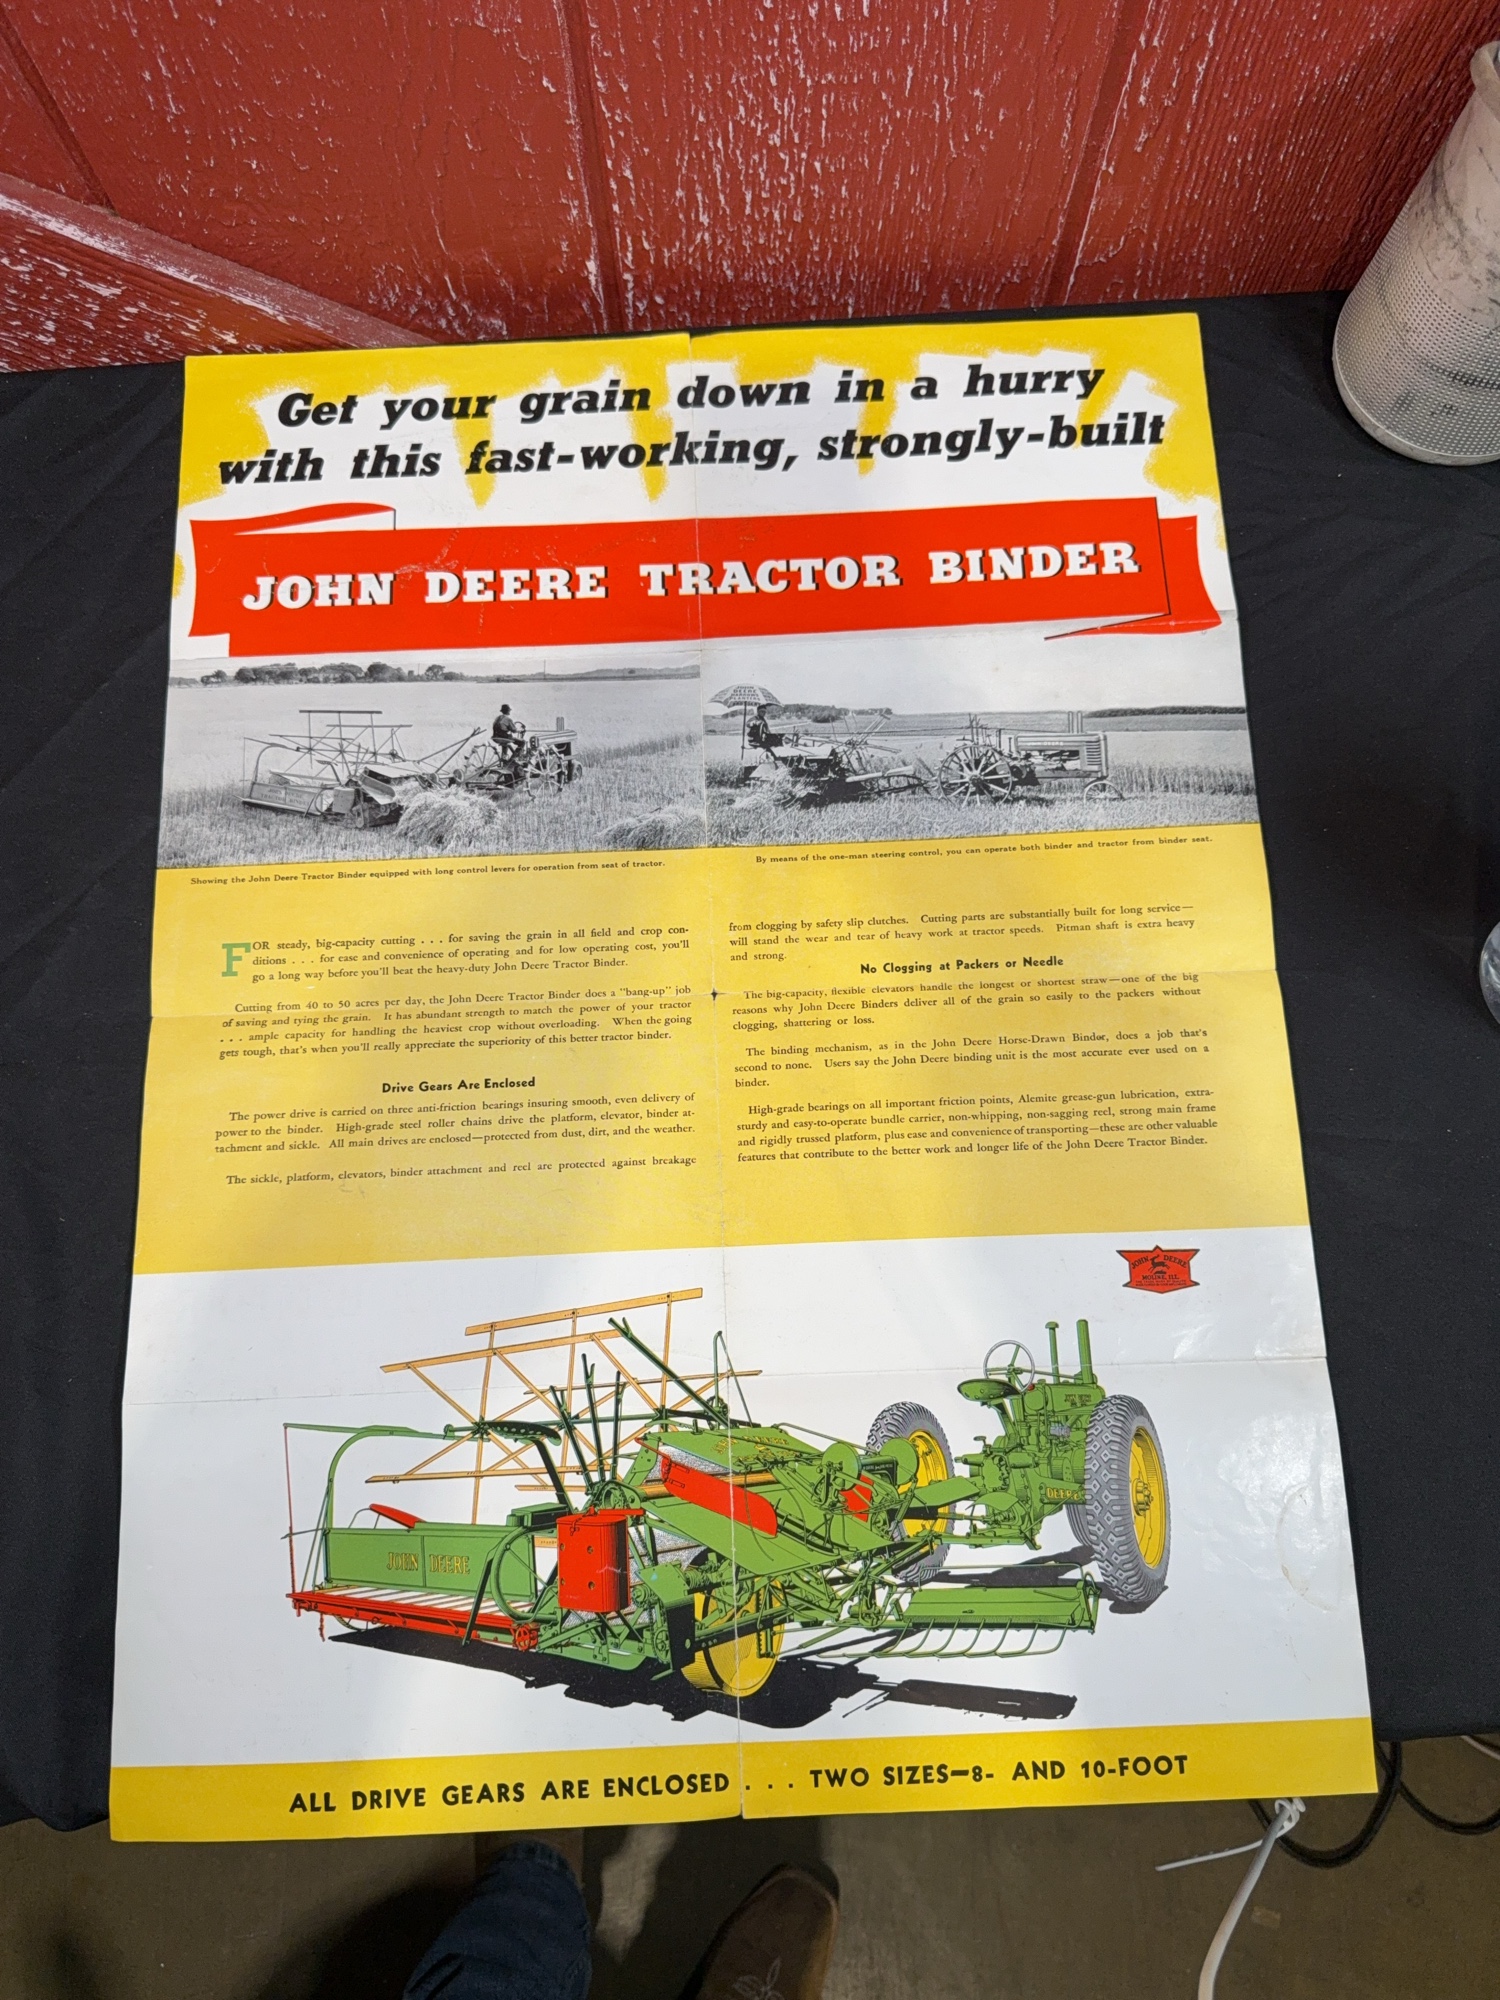 Get your grain down in a hurry
with this fast-working, strongly-built
JOHN DEERE TRACTOR BINDER
JOHN
DEERE
Showing the John Deere Tractor Binder equipped with long control levers for operation from seat of tractor.
By means of the one-man steering control, you can operate both binder and tractor from binder seat.
FOR steady, big-capacity cutting . . . for saving the grain in all field and crop con-
ditions . . . for ease and convenience of operating and for low operating cost, you'll
go a long way before you'll beat the heavy-duty John Deere Tractor Binder.
Cutting from 40 to 50 acres per day, the John Deere Tractor Binder does a "bang-up" job
of saving and tying the grain. It has abundant strength to match the power of your tractor
. . . ample capacity for handling the heaviest crop without overloading. When the going
gets tough, that's when you'll really appreciate the superiority of this better tractor binder.
Drive Gears Are Enclosed
The power drive is carried on three anti-friction bearings insuring smooth, even delivery of
power to the binder. High-grade steel roller chains drive the platform, elevator, binder at-
tachment and sickle. All main drives are enclosed—protected from dust, dirt, and the weather.
The sickle, platform, elevators, binder attachment and reel are protected against breakage
from clogging by safety slip clutches. Cutting parts are substantially built for long service—
will stand the wear and tear of heavy work at tractor speeds. Pitman shaft is extra heavy
and strong.
No Clogging at Packers or Needle
The big-capacity, flexible elevators handle the longest or shortest straw—one of the big
reasons why John Deere Binders deliver all of the grain so easily to the packers without
clogging, shattering or loss.
The binding mechanism, as in the John Deere Horse-Drawn Binder, does a job that's
second to none. Users say the John Deere binding unit is the most accurate ever used on a
binder.
High-grade bearings on all important friction points, Alemite grease-gun lubrication, extra-
sturdy and easy-to-operate bundle carrier, non-whipping, non-sagging reel, strong main frame
and rigidly trussed platform, plus ease and convenience of transporting—these are other valuable
features that contribute to the better work and longer life of the John Deere Tractor Binder.
JOHN DEERE
MOLINE, ILL.
JOHN DEERE
DEERE
ALL DRIVE GEARS ARE ENCLOSED . . . TWO SIZES—8- AND 10-FOOT